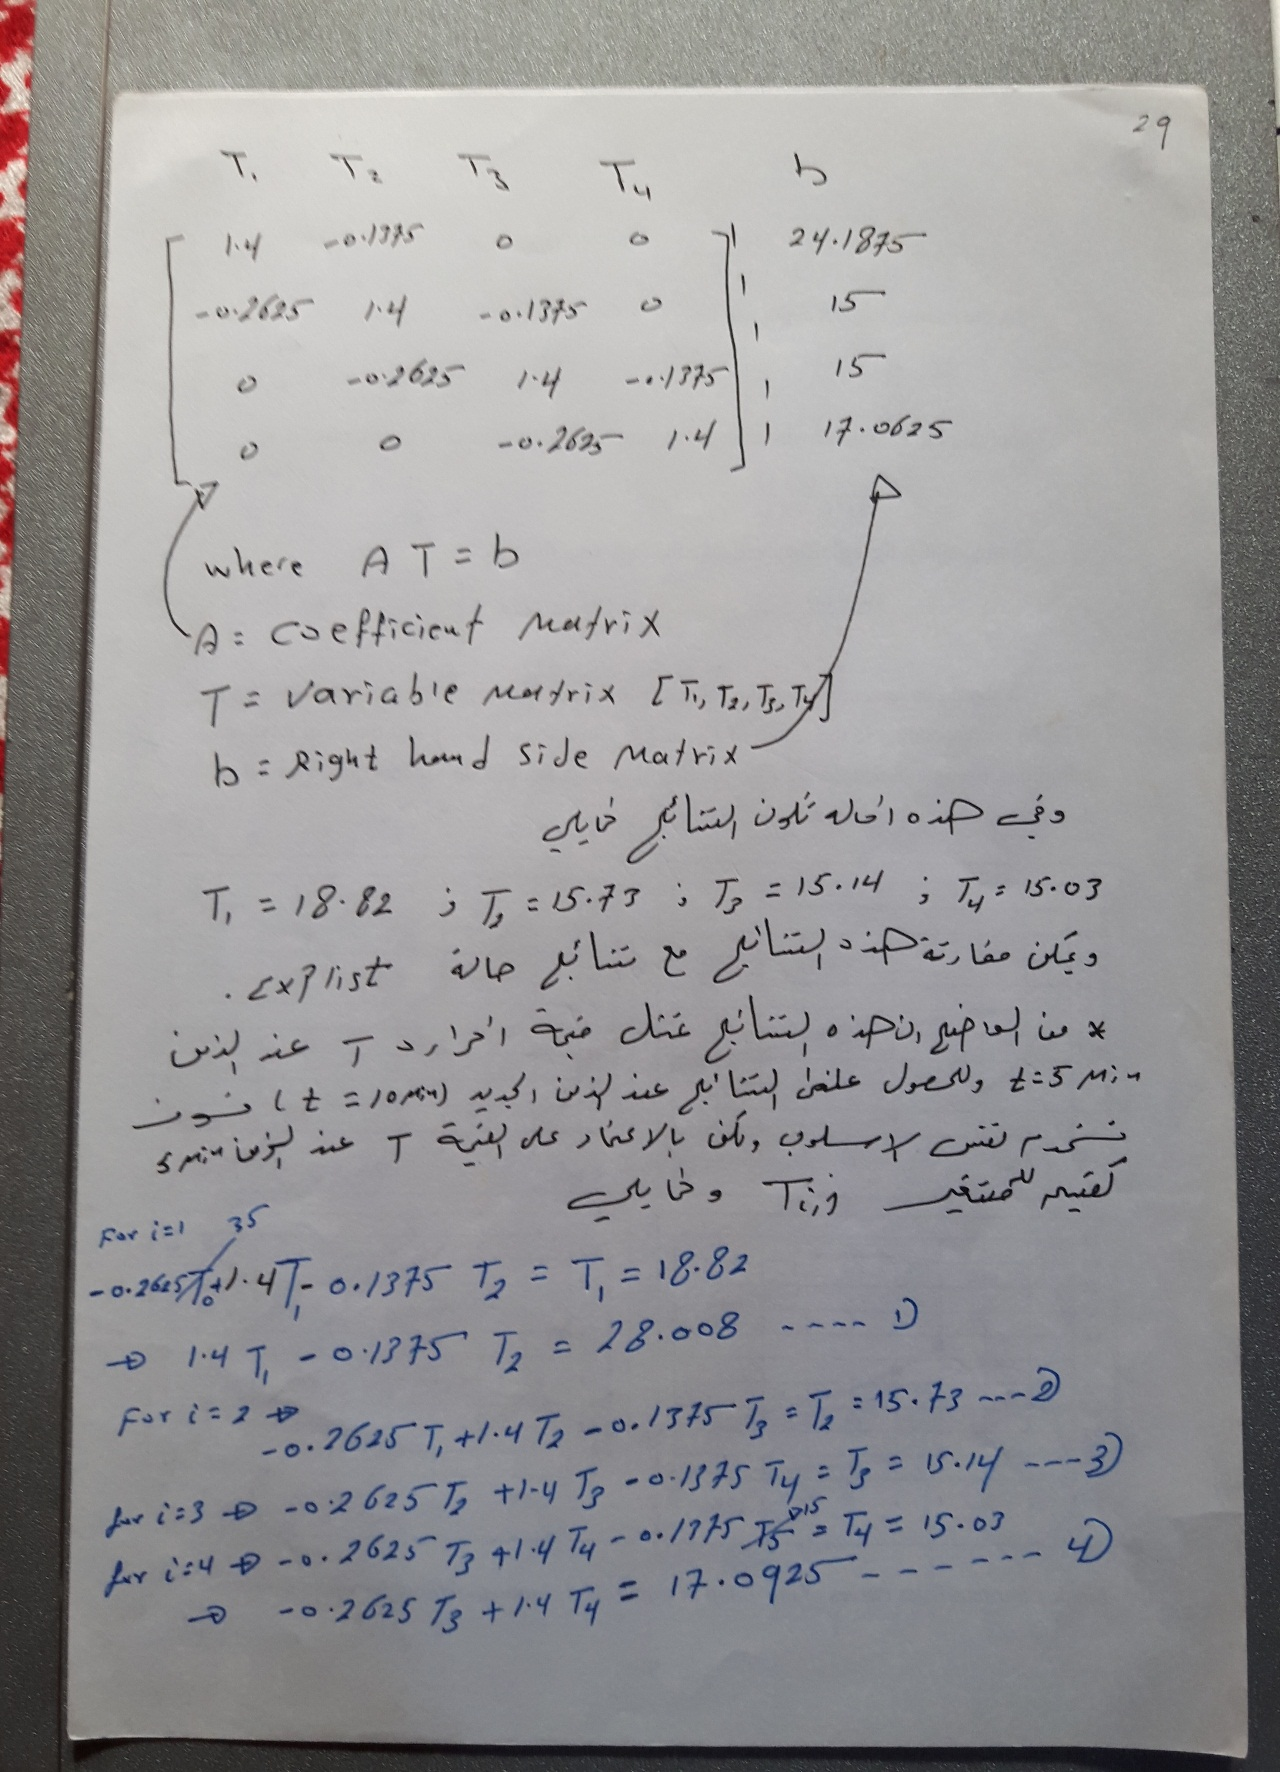 29
T1 T2 T3 T4 b
1.4 -0.1375 0 0 24.1875
-0.2625 1.4 -0.1375 0 15
0 -0.2625 1.4 -0.1375 15
0 0 -0.2625 1.4 17.0625
where A T = b
A = Coefficient Matrix
T = Variable Matrix [T1, T2, T3, T4]
b = Right hand side Matrix
وفي هذه الحاله تكون النتائج كمايلي
T1 = 18.82 ; T2 = 15.73 ; T3 = 15.14 ; T4 = 15.03
ويمكن مقارنة هذه النتائج مع نتائج حالة Explist .
* من الواضح ان هذه النتائج تمثل قيمة الحراره T عند الزمن
t=5 Min وللحصول على النتائج عند الزمن الجديد (t = 10 Min) سوف
نستخدم نفس الاسلوب ولكن بالاعتماد على القيمة T عند الزمن 5 Min
كقيمه للمتغير Ti,j وكمايلي
For i=1 35
-0.2625 T0 + 1.4 T1 - 0.1375 T2 = T1 = 18.82
⇒ 1.4 T1 - 0.1375 T2 = 28.008 ---- 1)
For i = 2 ⇒
-0.2625 T1 + 1.4 T2 - 0.1375 T3 = T2 = 15.73 --- 2)
for i=3 ⇒ -0.2625 T2 + 1.4 T3 - 0.1375 T4 = T3 = 15.14 --- 3)
for i=4 ⇒ -0.2625 T3 + 1.4 T4 - 0.1375 T5 15 = T4 = 15.03
⇒ -0.2625 T3 + 1.4 T4 = 17.0925 ------ 4)